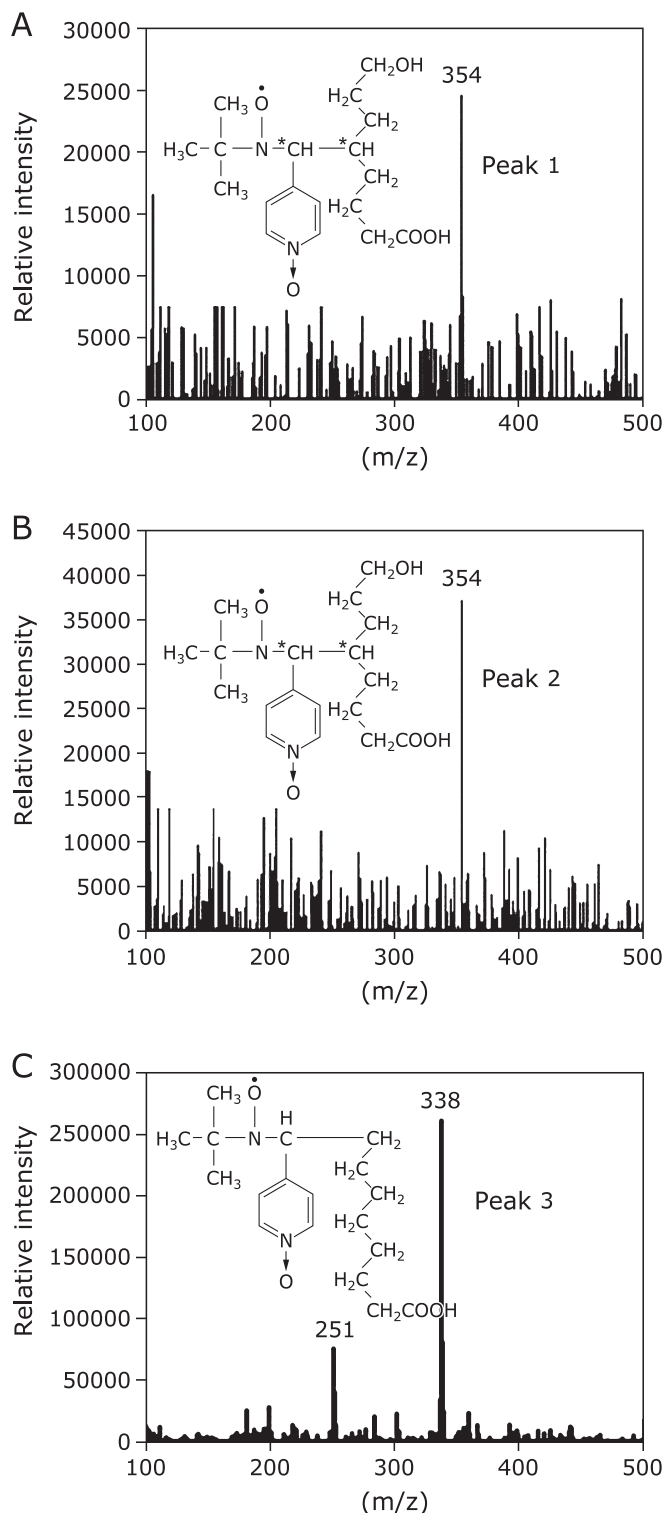 A
30000
25000
20000
15000
10000
5000
0
Relative intensity
100 200 300 400 500
(m/z)
354
Peak 1
CH₂OH
H₂C
CH₂
CH₃ O•
H₃C C N *CH *CH
CH₃
CH₂
H₂C
CH₂COOH
N
O
B
45000
40000
35000
30000
25000
20000
15000
10000
5000
0
Relative intensity
100 200 300 400 500
(m/z)
354
Peak 2
CH₂OH
H₂C
CH₂
CH₃ O•
H₃C C N *CH *CH
CH₃
CH₂
H₂C
CH₂COOH
N
O
C
300000
250000
200000
150000
100000
50000
0
Relative intensity
100 200 300 400 500
(m/z)
338
251
Peak 3
CH₃ O•
H
H₃C C N C CH₂
CH₃
H₂C
CH₂
H₂C
CH₂
H₂C
CH₂COOH
N
O